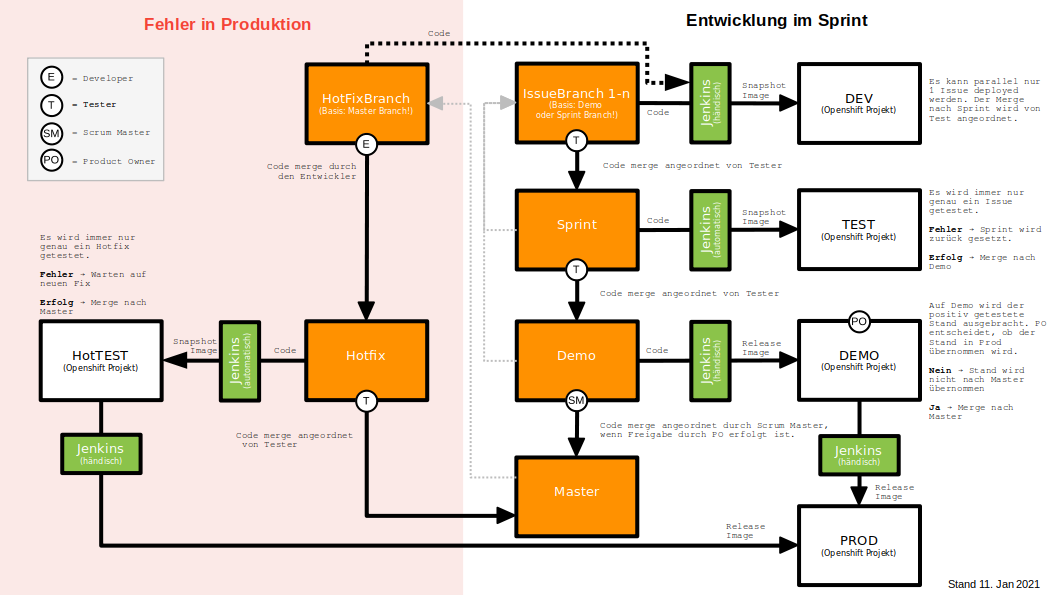 Fehler in Produktion
Entwicklung im Sprint
Code
E
= Developer
T
= Tester
SM
= Scrum Master
PO
= Product Owner
HotFixBranch
(Basis: Master Branch!)
E
Code merge durch
den Entwickler
IssueBranch 1-n
(Basis: Demo
oder Sprint Branch!)
T
Code
Jenkins
(händisch)
Snapshot
Image
DEV
(Openshift Projekt)
Es kann parallel nur
1 Issue deployed
werden. Der Merge
nach Sprint wird von
Test angeordnet.
Code merge angeordnet von Tester
Sprint
T
Code
Jenkins
(automatisch)
Snapshot
Image
TEST
(Openshift Projekt)
Es wird immer nur
genau ein Issue
getestet.
Fehler → Sprint wird
zurück gesetzt.
Erfolg → Merge nach
Demo
Code merge angeordnet von Tester
Es wird immer nur
genau ein Hotfix
getestet.
Fehler → Warten auf
neuen Fix
Erfolg → Merge nach
Master
HotTEST
(Openshift Projekt)
Snapshot
Image
Jenkins
(automatisch)
Code
Hotfix
T
Code merge angeordnet
von Tester
Jenkins
(händisch)
Demo
SM
Code
Jenkins
(händisch)
Release
Image
PO
DEMO
(Openshift Projekt)
Auf Demo wird der
positiv getestete
Stand ausgebracht. PO
entscheidet, ob der
Stand in Prod
übernommen wird.
Nein → Stand wird
nicht nach Master
übernommen
Ja → Merge nach
Master
Code merge angeordnet durch Scrum Master,
wenn Freigabe durch PO erfolgt ist.
Master
Jenkins
(händisch)
Release
Image
Release
Image
PROD
(Openshift Projekt)
Stand 11. Jan 2021